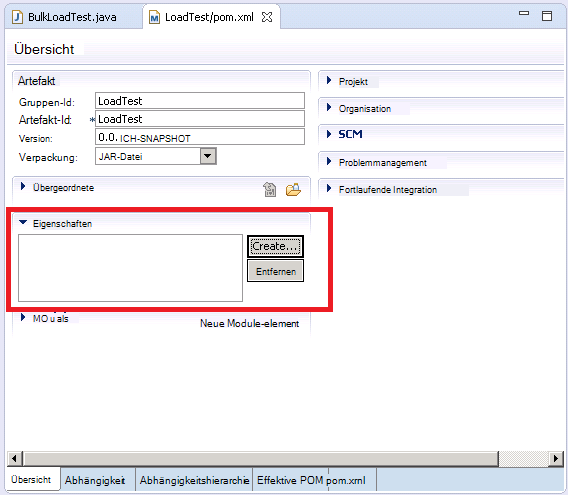 BulkLoadTest.java
LoadTest/pom.xml
Übersicht
Artefakt
Gruppen-Id: LoadTest
Artefakt-Id: * LoadTest
Version: 0.0. ICH-SNAPSHOT
Verpackung: JAR-Datei
Übergeordnete
Eigenschaften
Create...
Entfernen
MO u als
Neue Module-element
Projekt
Organisation
SCM
Problemmanagement
Fortlaufende Integration
Übersicht Abhängigkeit Abhängigkeitshierarchie Effektive POM pom.xml